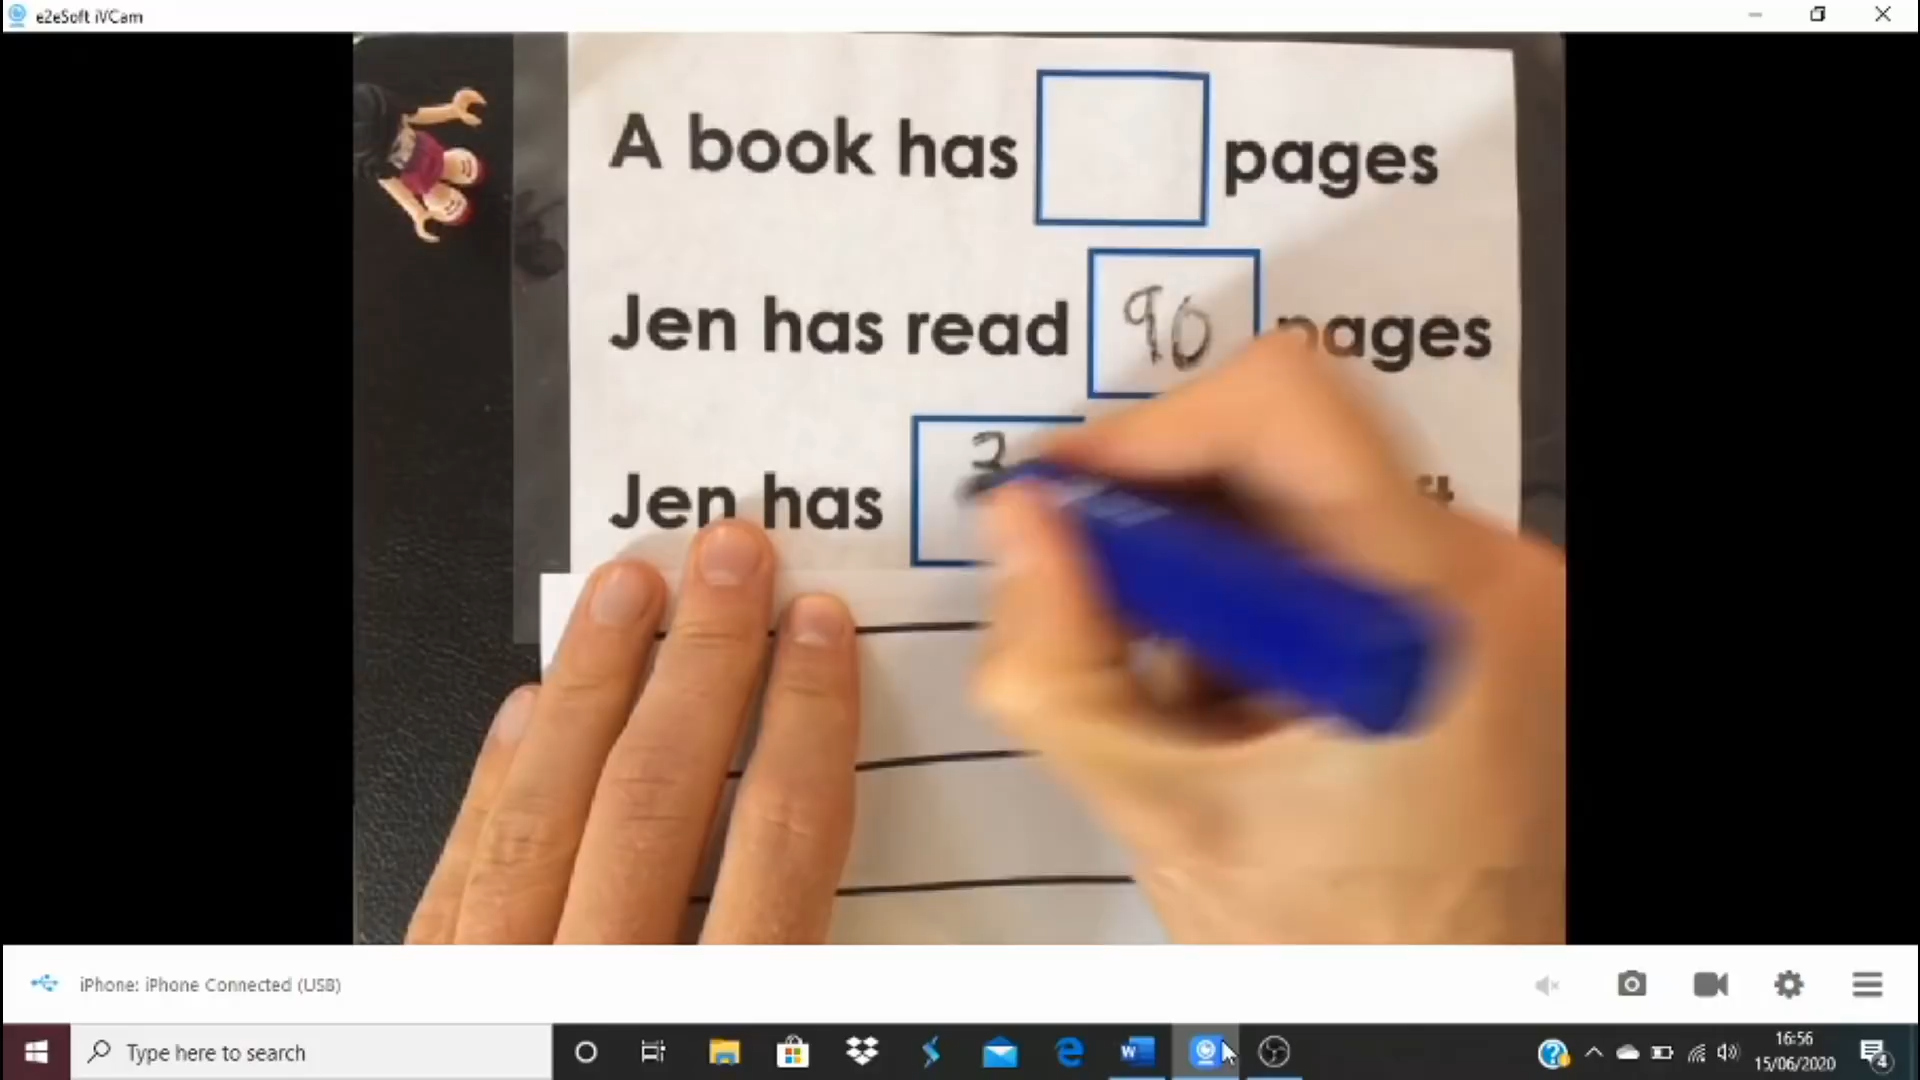 e2eSoft iVCam
A book has pages
Jen has read 90 pages
Jen has
iPhone: iPhone Connected (USB)
Type here to search
16:56
15/06/2020
4